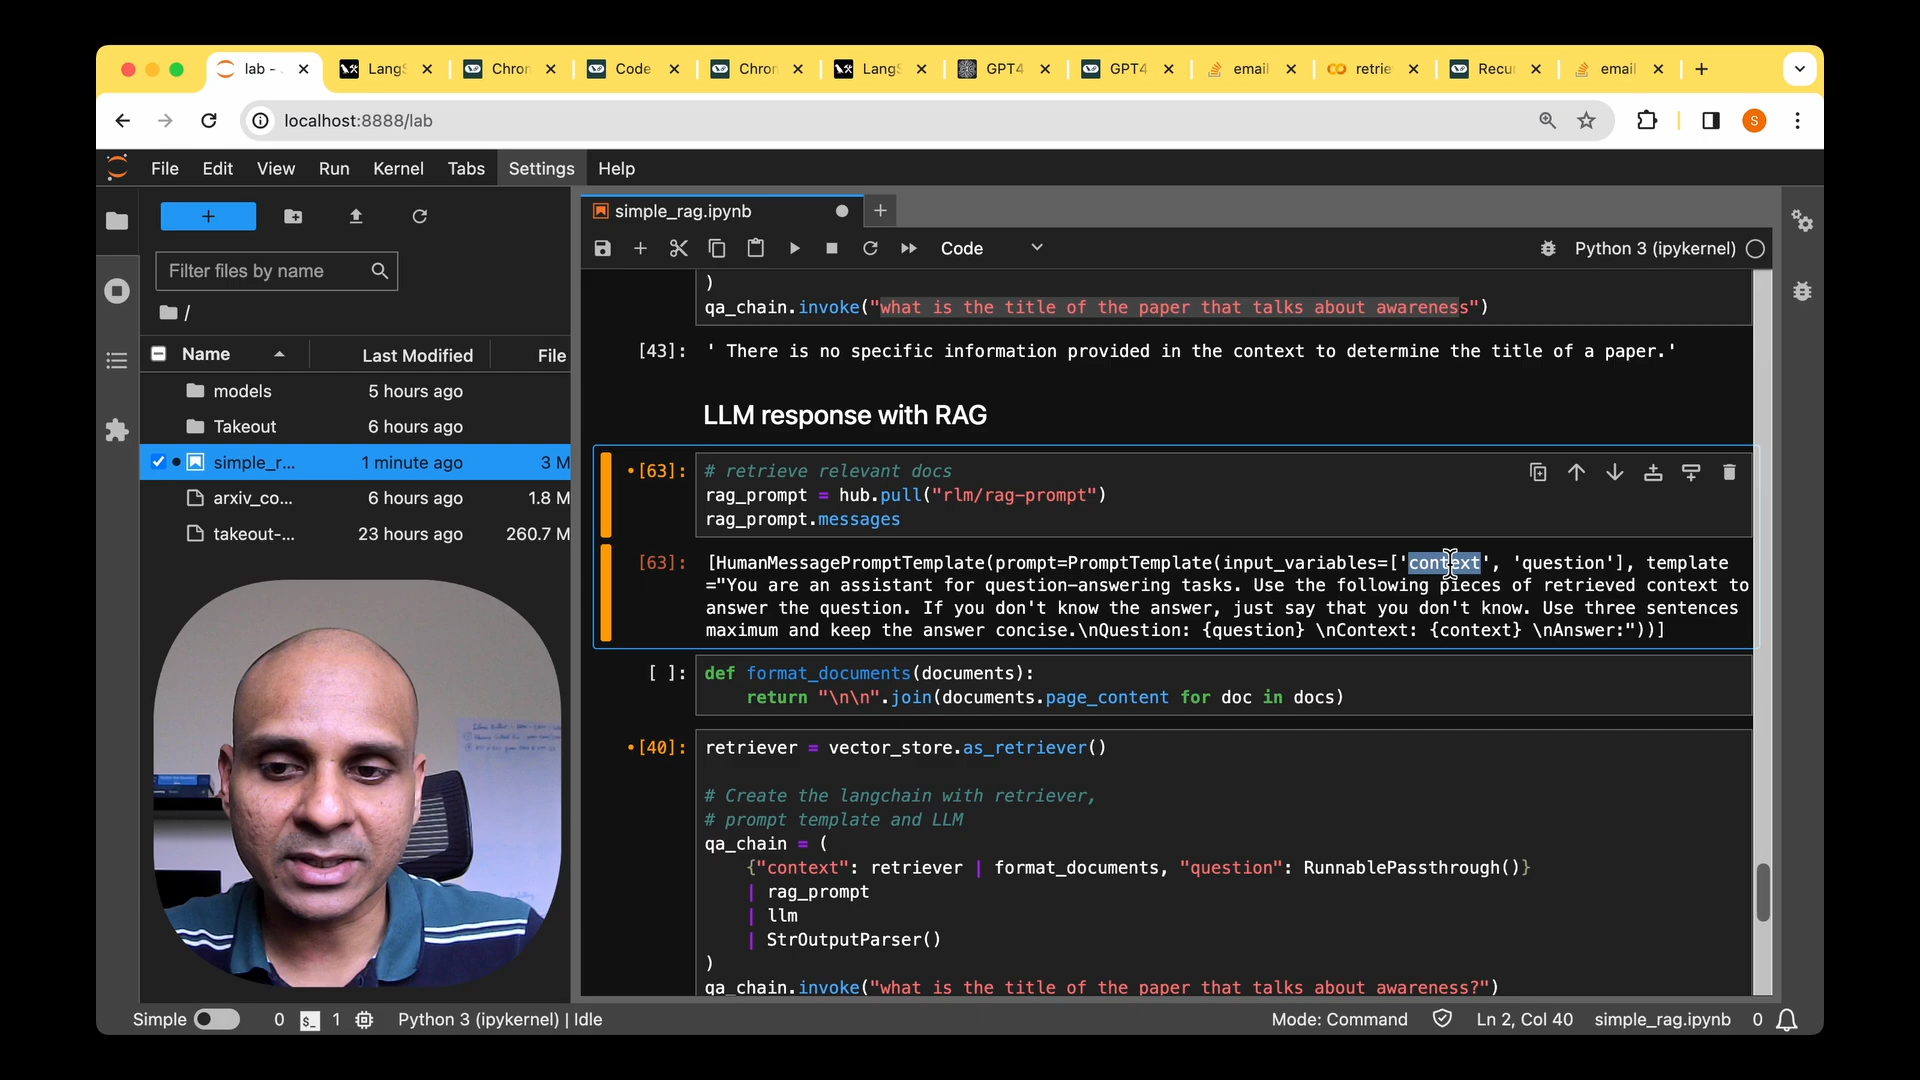 lab -
LangS
Chron
Code
Chron
LangS
GPT4
GPT4
email
retrie
Recu
email
localhost:8888/lab
S
File Edit View Run Kernel Tabs Settings Help
simple_rag.ipynb
Code
Python 3 (ipykernel)
Filter files by name
/
Name Last Modified File
models 5 hours ago
Takeout 6 hours ago
simple_r... 1 minute ago 3 M
arxiv_co... 6 hours ago 1.8 M
takeout-... 23 hours ago 260.7 M
)
qa_chain.invoke("what is the title of the paper that talks about awareness")
[43]: ' There is no specific information provided in the context to determine the title of a paper.'
LLM response with RAG
[63]: # retrieve relevant docs
rag_prompt = hub.pull("rlm/rag-prompt")
rag_prompt.messages
[63]: [HumanMessagePromptTemplate(prompt=PromptTemplate(input_variables=['context', 'question'], template
="You are an assistant for question-answering tasks. Use the following pieces of retrieved context to
answer the question. If you don't know the answer, just say that you don't know. Use three sentences
maximum and keep the answer concise.\nQuestion: {question} \nContext: {context} \nAnswer:"))]
[ ]: def format_documents(documents):
return "\n\n".join(documents.page_content for doc in docs)
[40]: retriever = vector_store.as_retriever()
# Create the langchain with retriever,
# prompt template and LLM
qa_chain = (
{"context": retriever | format_documents, "question": RunnablePassthrough()}
| rag_prompt
| llm
| StrOutputParser()
)
qa_chain.invoke("what is the title of the paper that talks about awareness?")
Simple 0 $_ 1 Python 3 (ipykernel) | Idle Mode: Command Ln 2, Col 40 simple_rag.ipynb 0